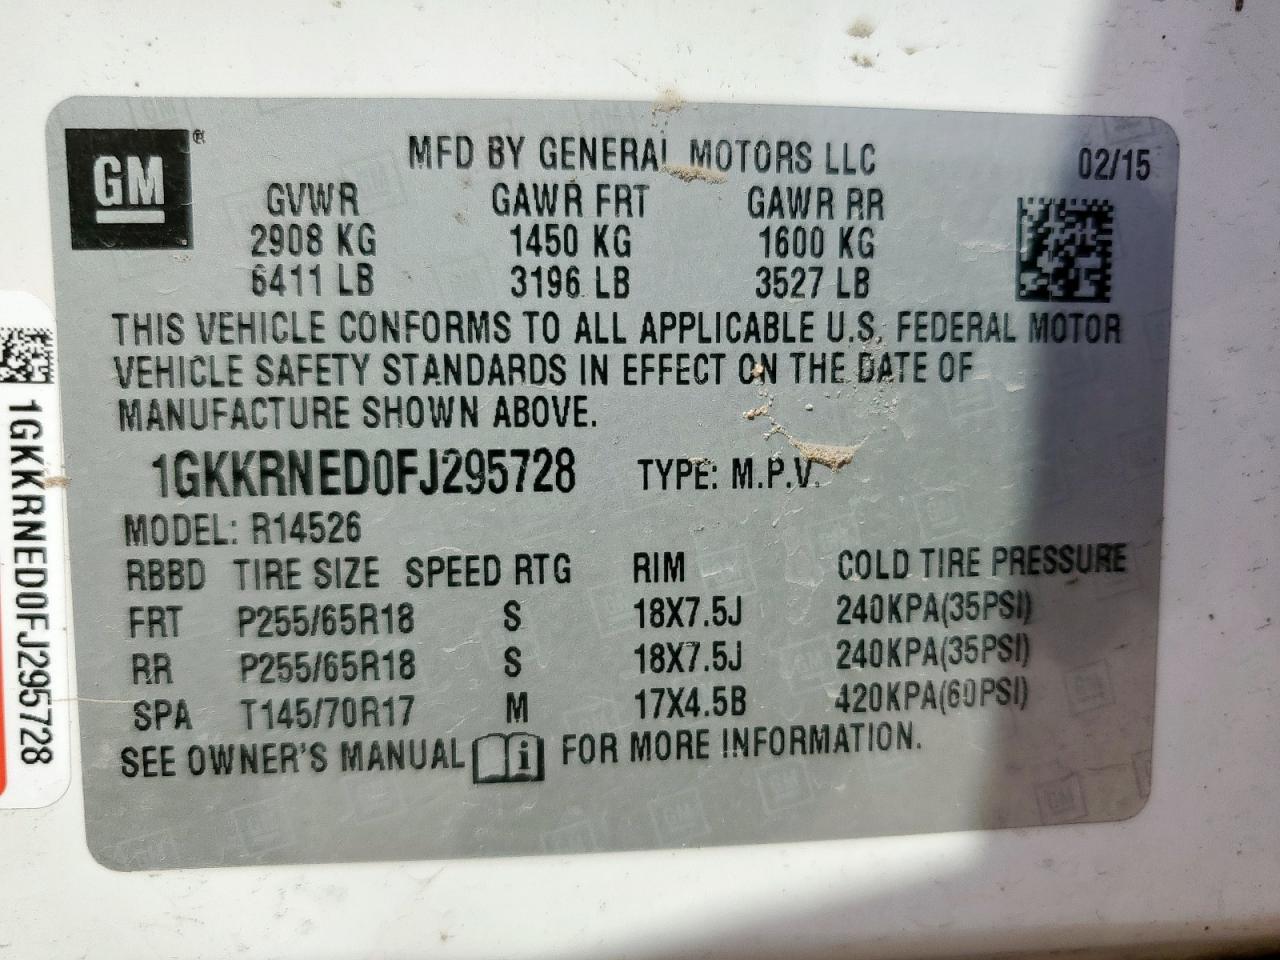 GM ®
MFD BY GENERAL MOTORS LLC 02/15
GVWR GAWR FRT GAWR RR
2908 KG 1450 KG 1600 KG
6411 LB 3196 LB 3527 LB
THIS VEHICLE CONFORMS TO ALL APPLICABLE U.S. FEDERAL MOTOR
VEHICLE SAFETY STANDARDS IN EFFECT ON THE DATE OF
MANUFACTURE SHOWN ABOVE.
1GKKRNED0FJ295728 TYPE: M.P.V.
MODEL: R14526
RBBD TIRE SIZE SPEED RTG RIM COLD TIRE PRESSURE
FRT P255/65R18 S 18X7.5J 240KPA(35PSI)
RR P255/65R18 S 18X7.5J 240KPA(35PSI)
SPA T145/70R17 M 17X4.5B 420KPA(60PSI)
SEE OWNER'S MANUAL i FOR MORE INFORMATION.
1GKKRNED0FJ295728